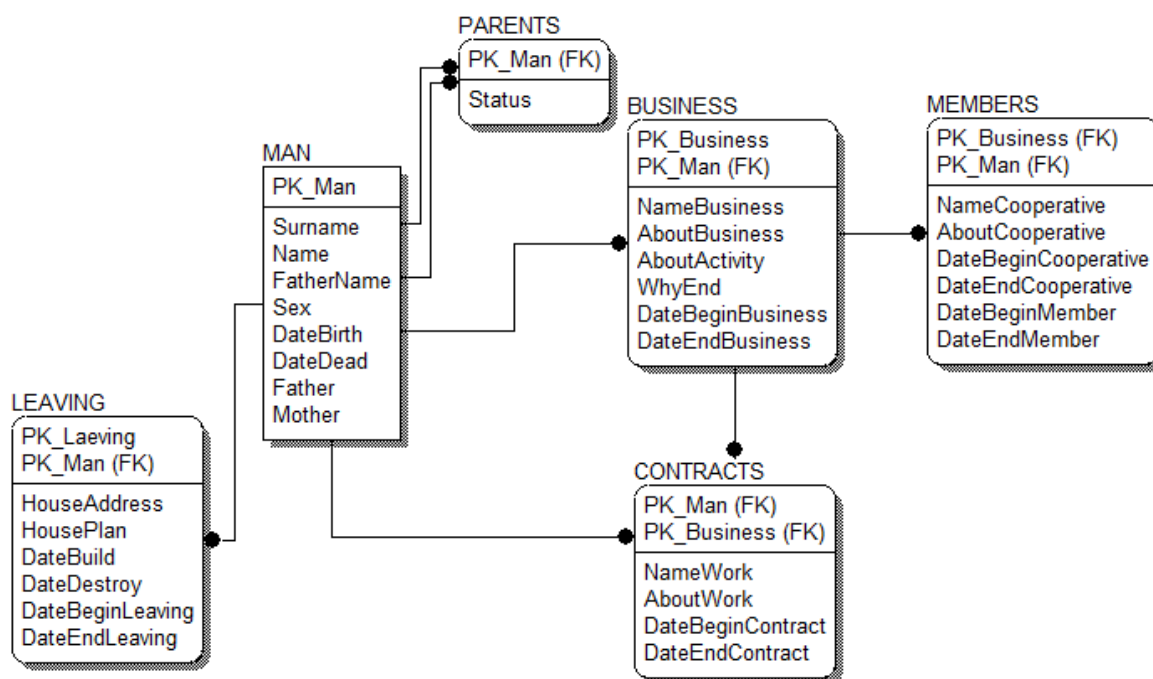 PARENTS
PK_Man (FK)
Status
MAN
PK_Man
Surname
Name
FatherName
Sex
DateBirth
DateDead
Father
Mother
BUSINESS
PK_Business
PK_Man (FK)
NameBusiness
AboutBusiness
AboutActivity
WhyEnd
DateBeginBusiness
DateEndBusiness
MEMBERS
PK_Business (FK)
PK_Man (FK)
NameCooperative
AboutCooperative
DateBeginCooperative
DateEndCooperative
DateBeginMember
DateEndMember
LEAVING
PK_Laeving
PK_Man (FK)
HouseAddress
HousePlan
DateBuild
DateDestroy
DateBeginLeaving
DateEndLeaving
CONTRACTS
PK_Man (FK)
PK_Business (FK)
NameWork
AboutWork
DateBeginContract
DateEndContract